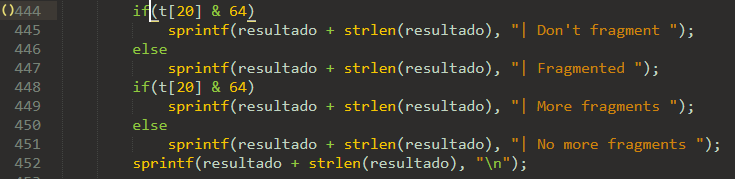 444 if(t[20] & 64)
445 sprintf(resultado + strlen(resultado), "| Don't fragment ");
446 else
447 sprintf(resultado + strlen(resultado), "| Fragmented ");
448 if(t[20] & 64)
449 sprintf(resultado + strlen(resultado), "| More fragments ");
450 else
451 sprintf(resultado + strlen(resultado), "| No more fragments ");
452 sprintf(resultado + strlen(resultado), "\n");